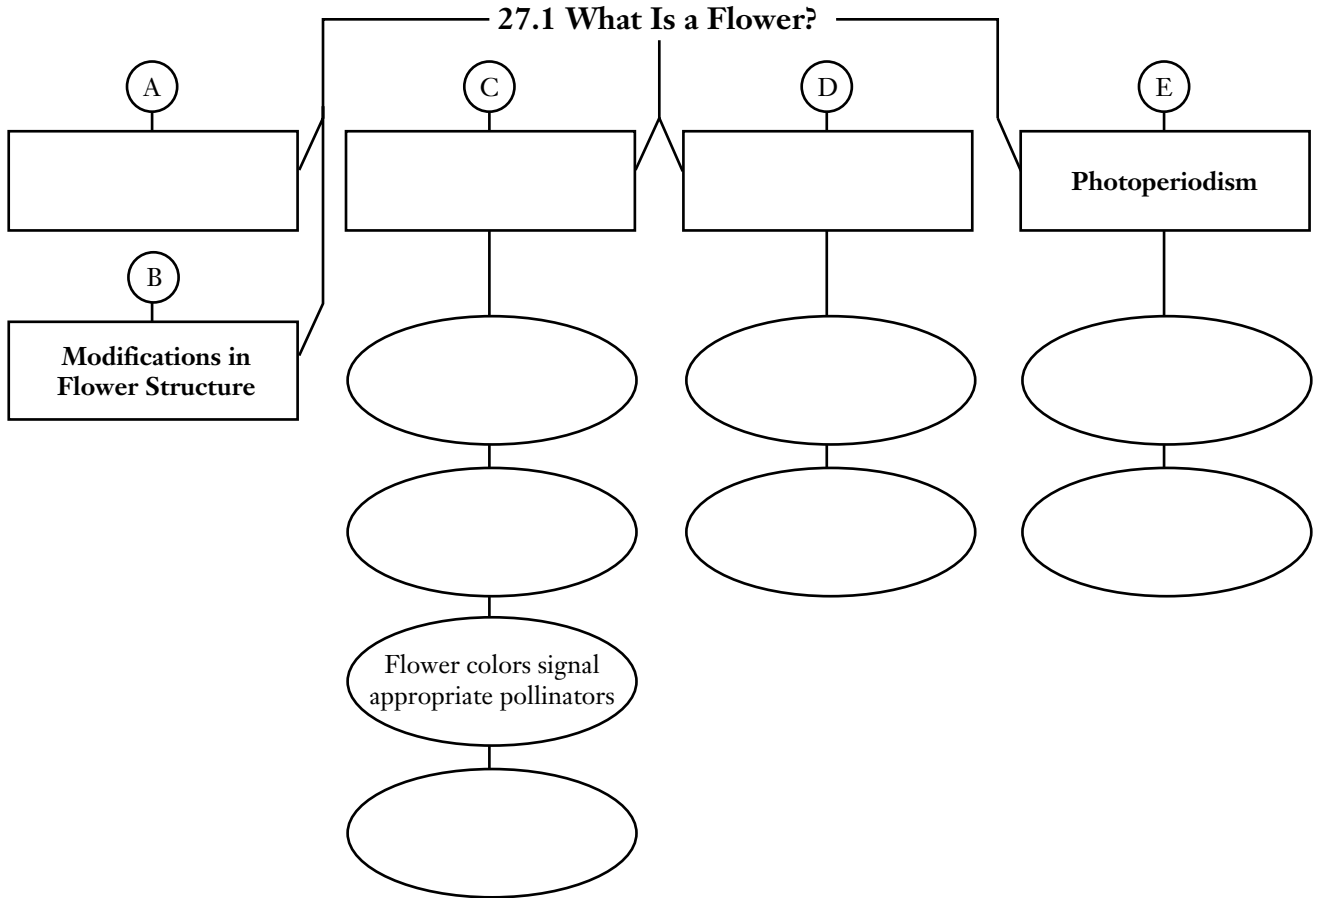 27.1 What Is a Flower?
A
C
D
E
Photoperiodism
B
Modifications in
Flower Structure
Flower colors signal
appropriate pollinators